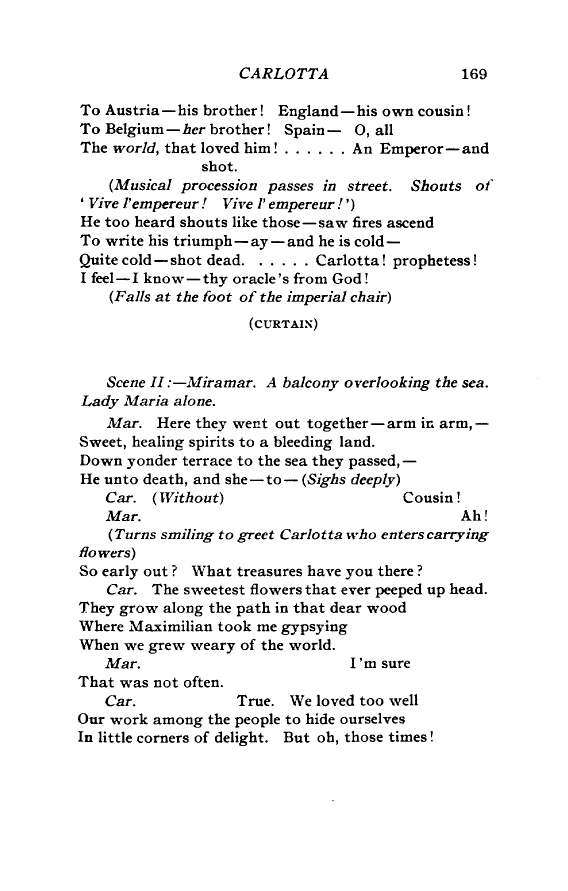 CARLOTTA 169
To Austria—his brother! England—his own cousin!
To Belgium—her brother! Spain— O, all
The world, that loved him! . . . . . . An Emperor—and
shot.
(Musical procession passes in street. Shouts of
‘Vive l’empereur! Vive l’empereur!’)
He too heard shouts like those—saw fires ascend
To write his triumph—ay—and he is cold—
Quite cold—shot dead. . . . . . Carlotta! prophetess!
I feel—I know—thy oracle’s from God!
(Falls at the foot of the imperial chair)
(CURTAIN)
Scene II:—Miramar. A balcony overlooking the sea.
Lady Maria alone.
Mar. Here they went out together—arm in arm,—
Sweet, healing spirits to a bleeding land.
Down yonder terrace to the sea they passed,—
He unto death, and she—to— (Sighs deeply)
Car. (Without) Cousin!
Mar. Ah!
(Turns smiling to greet Carlotta who enters carrying
flowers)
So early out? What treasures have you there?
Car. The sweetest flowers that ever peeped up head.
They grow along the path in that dear wood
Where Maximilian took me gypsying
When we grew weary of the world.
Mar. I’m sure
That was not often.
Car. True. We loved too well
Our work among the people to hide ourselves
In little corners of delight. But oh, those times!